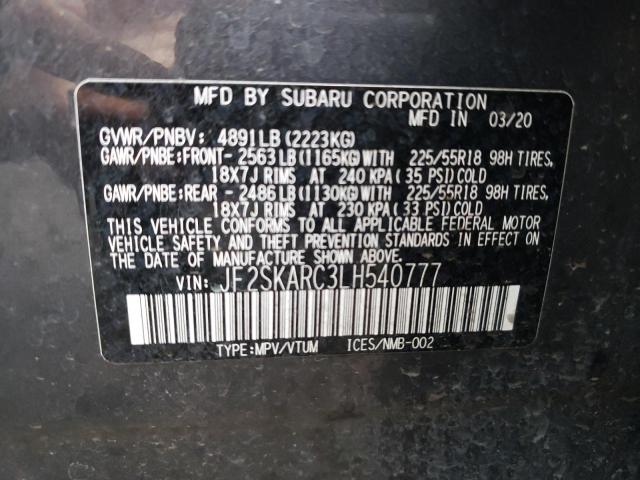 MFD BY SUBARU CORPORATION
MFD IN 03/20
GVWR/PNBV: 4891LB(2223KG)
GAWR/PNBE:FRONT- 2563LB(1165KG)WITH 225/55R18 98H TIRES,
18X7J RIMS AT 240 KPA(35 PSI)COLD
GAWR/PNBE:REAR - 2486LB(1130KG)WITH 225/55R18 98H TIRES,
18X7J RIMS AT 230 KPA(33 PSI)COLD
THIS VEHICLE CONFORMS TO ALL APPLICABLE FEDERAL MOTOR
VEHICLE SAFETY AND THEFT PREVENTION STANDARDS IN EFFECT
ON THE DATE OF MANUFACTURE SHOWN ABOVE.
VIN: JF2SKARC3LH540777
TYPE:MPV/VTUM ICES/NMB-002